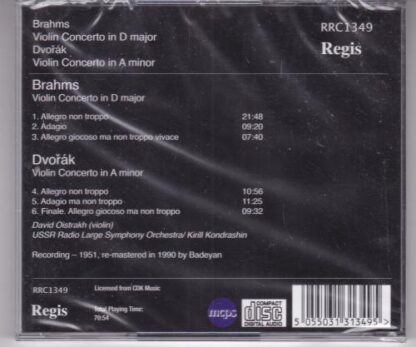 Brahms
Violin Concerto in D major
Dvořák
Violin Concerto in A minor
RRC1349
Regis
Brahms
Violin Concerto in D major
1. Allegro non troppo 21:48
2. Adagio 09:20
3. Allegro giocoso ma non troppo vivace 07:40
Dvořák
Violin Concerto in A minor
4. Allegro non troppo 10:56
5. Adagio ma non troppo 11:25
6. Finale. Allegro giocoso ma non troppo 09:32
David Oistrakh (violin)
USSR Radio Large Symphony Orchestra/ Kirill Kondrashin
Recording – 1951, re-mastered in 1990 by Badeyan
RRC1349
Regis
Licensed from CDK Music
Total Playing Time:
70:54
mcps
COMPACT
disc
DIGITAL AUDIO
5 055031 313495 >